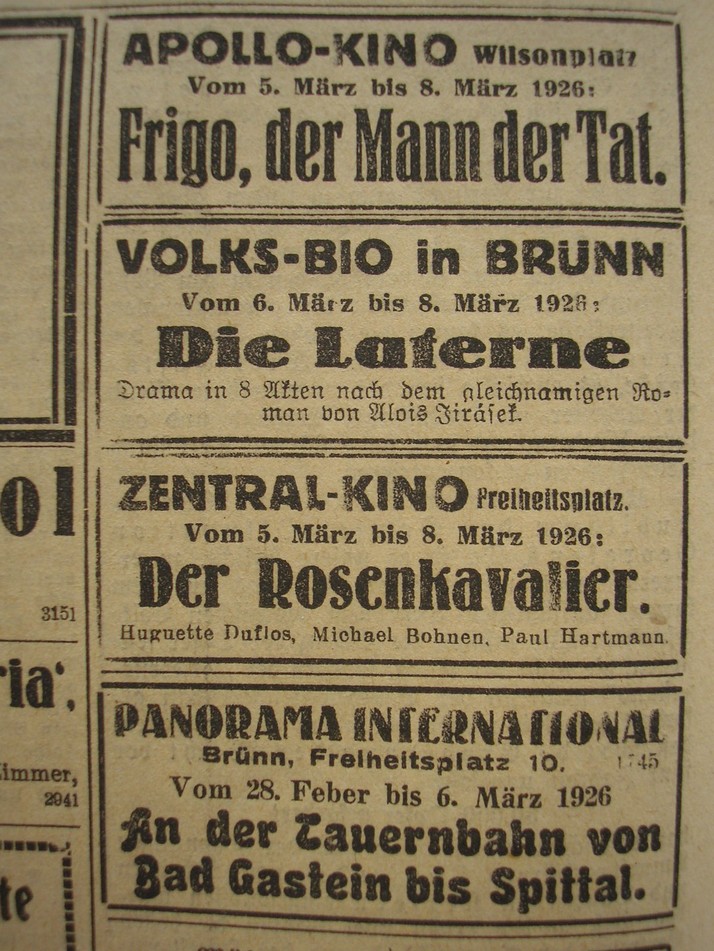 APOLLO-KINO Wilsonplatz
Vom 5. März bis 8. März 1926:
Frigo, der Mann der Tat.
VOLKS-BIO in BRÜNN
Vom 6. März bis 8. März 1926:
Die Laterne
Drama in 8 Akten nach dem gleichnamigen Ro-
man von Alois Jirásek.
ol
ZENTRAL-KINO Freiheitsplatz.
Vom 5. März bis 8. März 1926:
Der Rosenkavalier.
3151
Huguette Duflos, Michael Bohnen, Paul Hartmann.
ria‘,
PANORAMA INTERNATIONAL
Brünn, Freiheitsplatz 10. 1745
Zimmer,
2941
Vom 28. Feber bis 6. März 1926
An der Tauernbahn von
Bad Gastein bis Spittal.
te